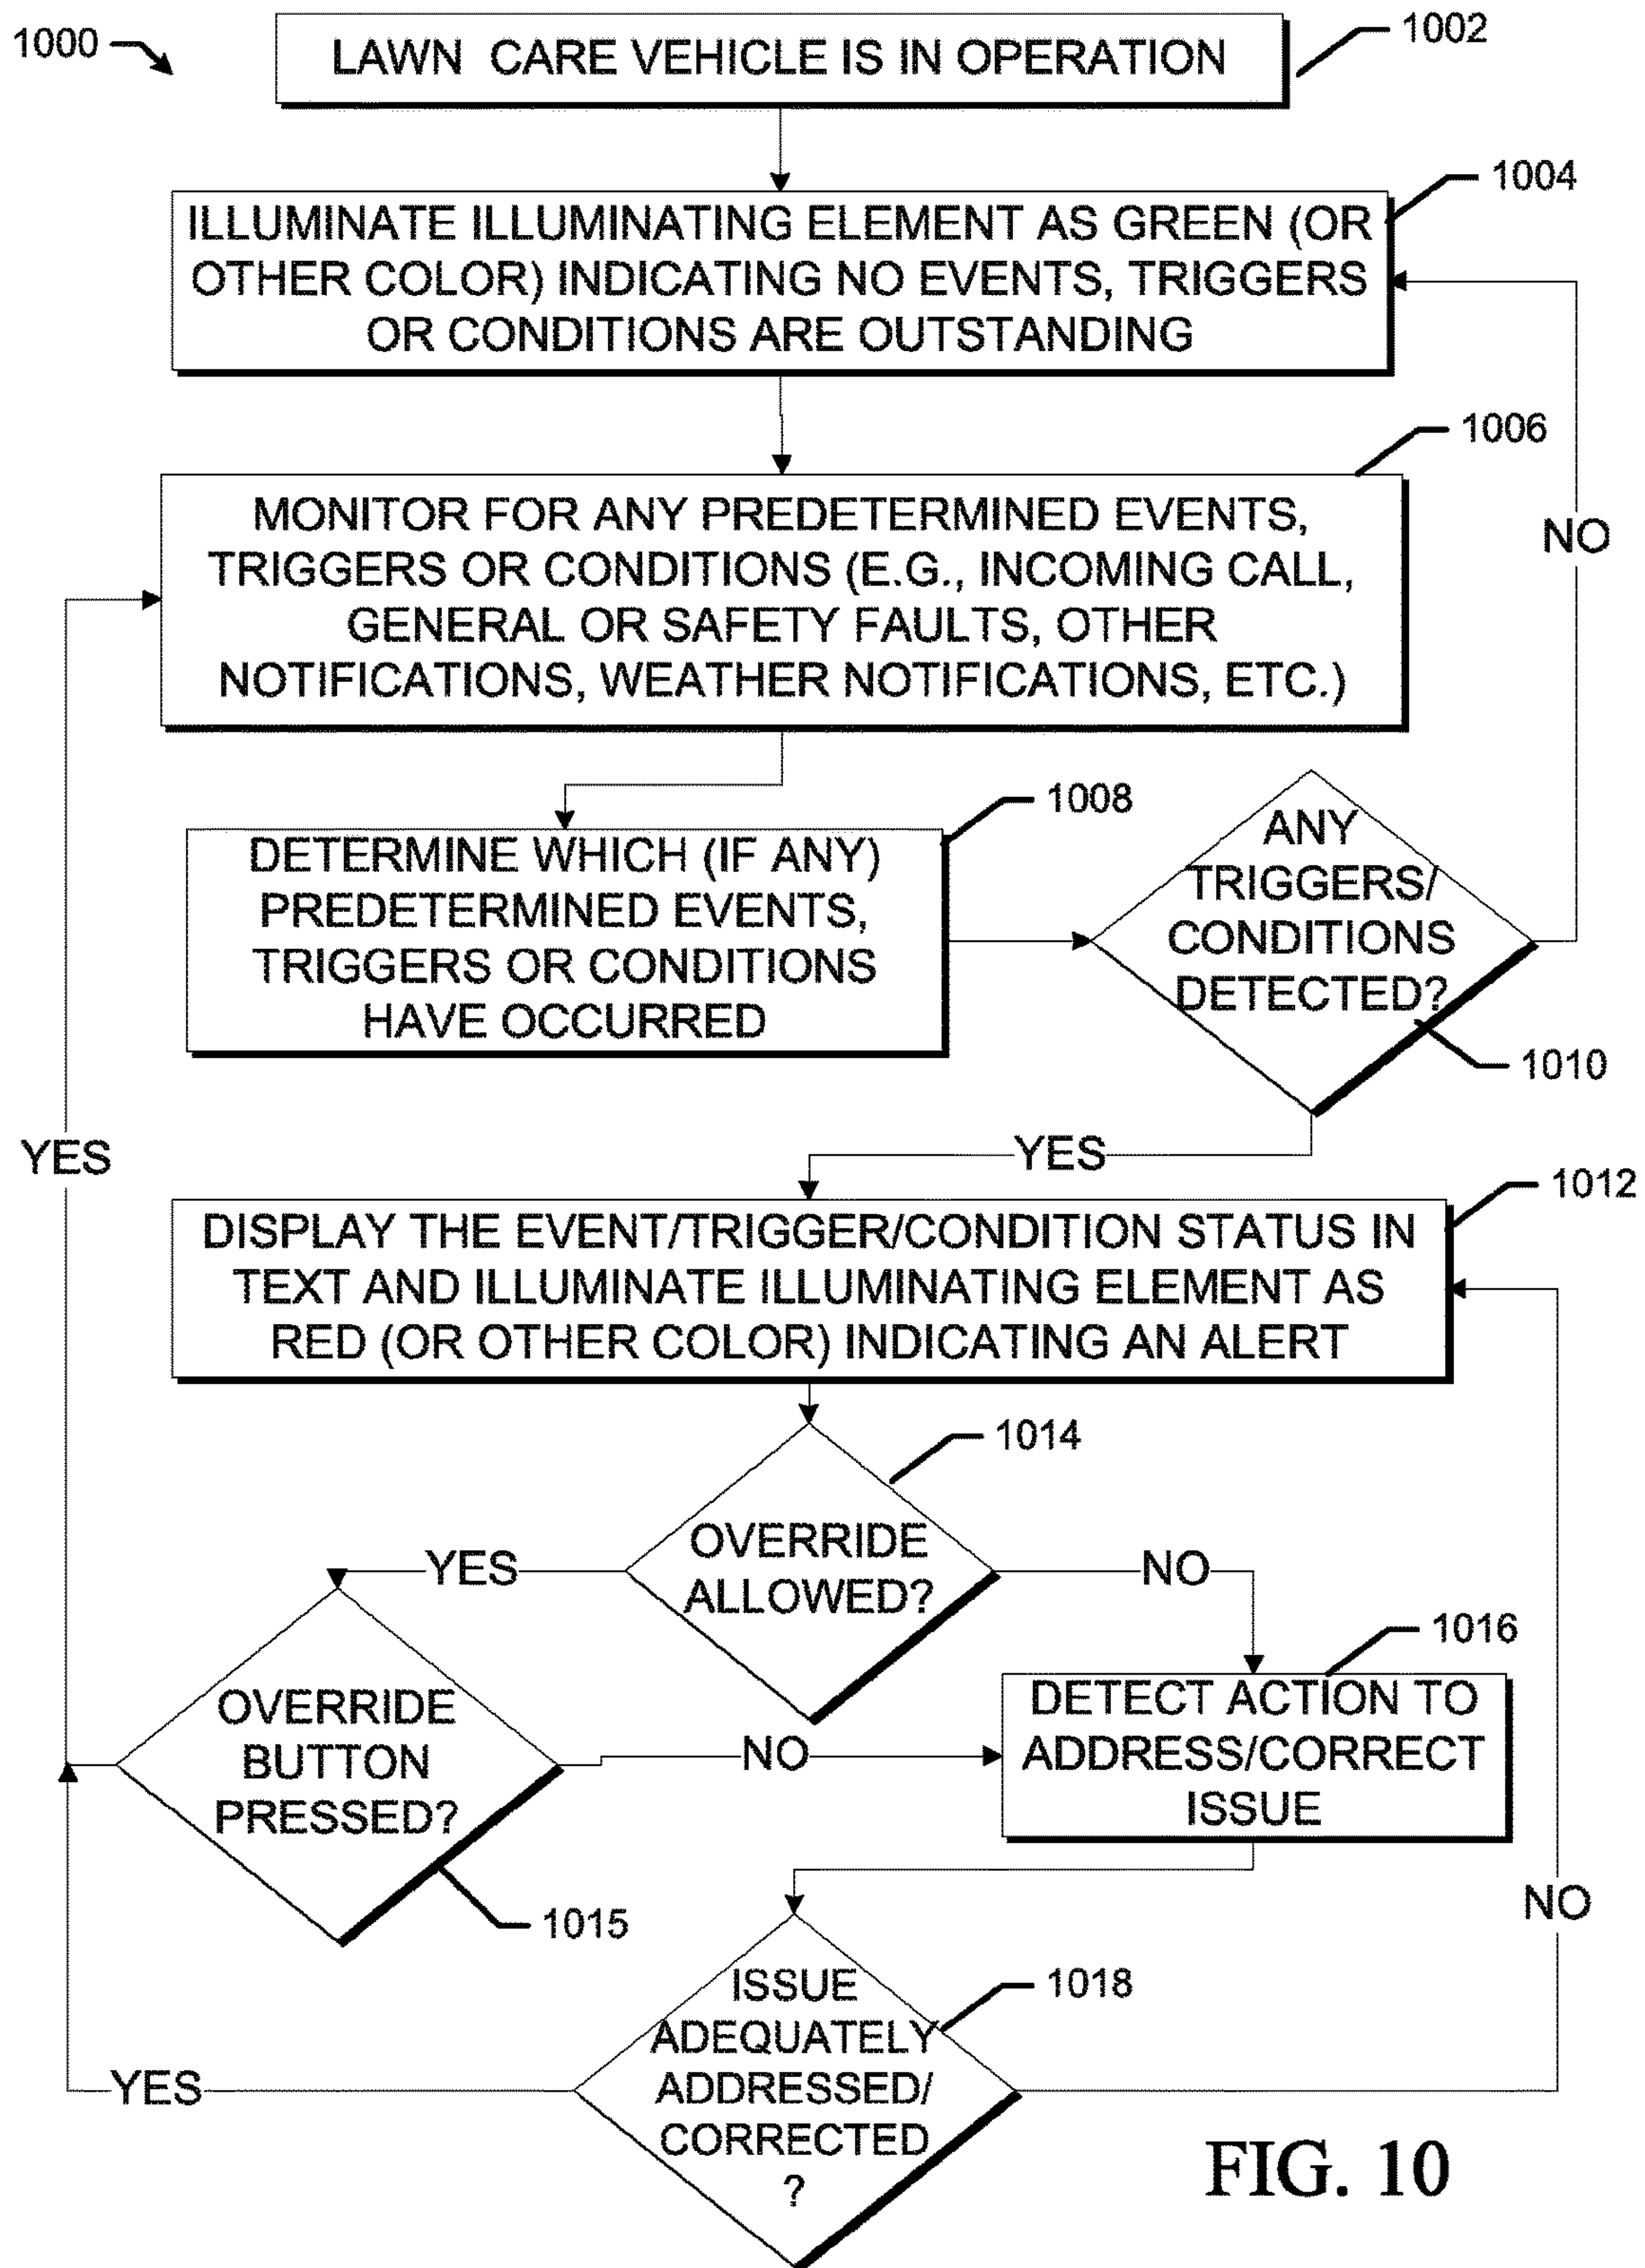 1000
LAWN CARE VEHICLE IS IN OPERATION
1002
1004
ILLUMINATE ILLUMINATING ELEMENT AS GREEN (OR
OTHER COLOR) INDICATING NO EVENTS, TRIGGERS
OR CONDITIONS ARE OUTSTANDING
1006
MONITOR FOR ANY PREDETERMINED EVENTS,
TRIGGERS OR CONDITIONS (E.G., INCOMING CALL,
GENERAL OR SAFETY FAULTS, OTHER
NOTIFICATIONS, WEATHER NOTIFICATIONS, ETC.)
NO
1008
DETERMINE WHICH (IF ANY)
PREDETERMINED EVENTS,
TRIGGERS OR CONDITIONS
HAVE OCCURRED
ANY
TRIGGERS/
CONDITIONS
DETECTED?
1010
YES
YES
1012
DISPLAY THE EVENT/TRIGGER/CONDITION STATUS IN
TEXT AND ILLUMINATE ILLUMINATING ELEMENT AS
RED (OR OTHER COLOR) INDICATING AN ALERT
1014
OVERRIDE
ALLOWED?
YES
NO
1016
DETECT ACTION TO
ADDRESS/CORRECT
ISSUE
OVERRIDE
BUTTON
PRESSED?
NO
1015
NO
1018
ISSUE
ADEQUATELY
ADDRESSED/
CORRECTED
?
YES
FIG. 10